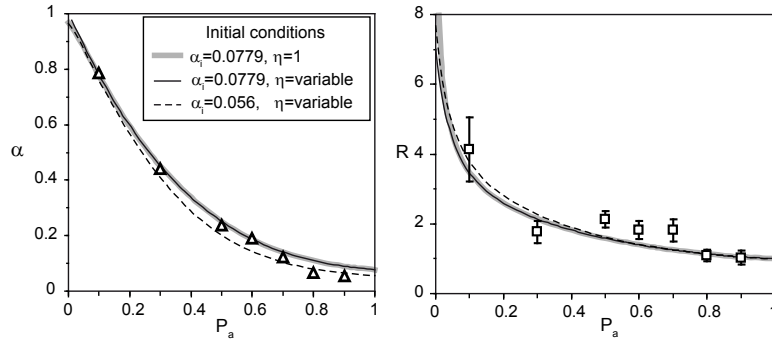 Initial conditions
αᵢ=0.0779, η=1
αᵢ=0.0779, η=variable
αᵢ=0.056, η=variable
1
0.8
0.6
0.4
0.2
0
α
0 0.2 0.4 0.6 0.8 1
Pₐ
8
6
4
2
0
R
0 0.2 0.4 0.6 0.8 1
Pₐ